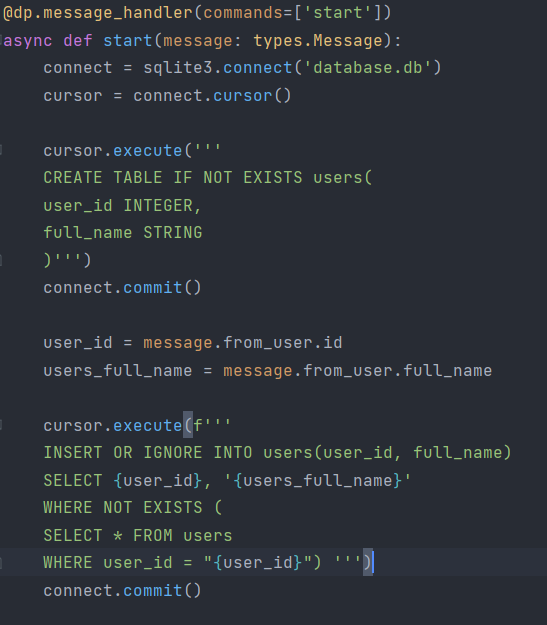 @dp.message_handler(commands=['start'])
async def start(message: types.Message):
    connect = sqlite3.connect('database.db')
    cursor = connect.cursor()

    cursor.execute('''
    CREATE TABLE IF NOT EXISTS users(
    user_id INTEGER,
    full_name STRING
    )''')
    connect.commit()

    user_id = message.from_user.id
    users_full_name = message.from_user.full_name

    cursor.execute(f'''
    INSERT OR IGNORE INTO users(user_id, full_name)
    SELECT {user_id}, '{users_full_name}'
    WHERE NOT EXISTS (
    SELECT * FROM users
    WHERE user_id = "{user_id}") ''')
    connect.commit()